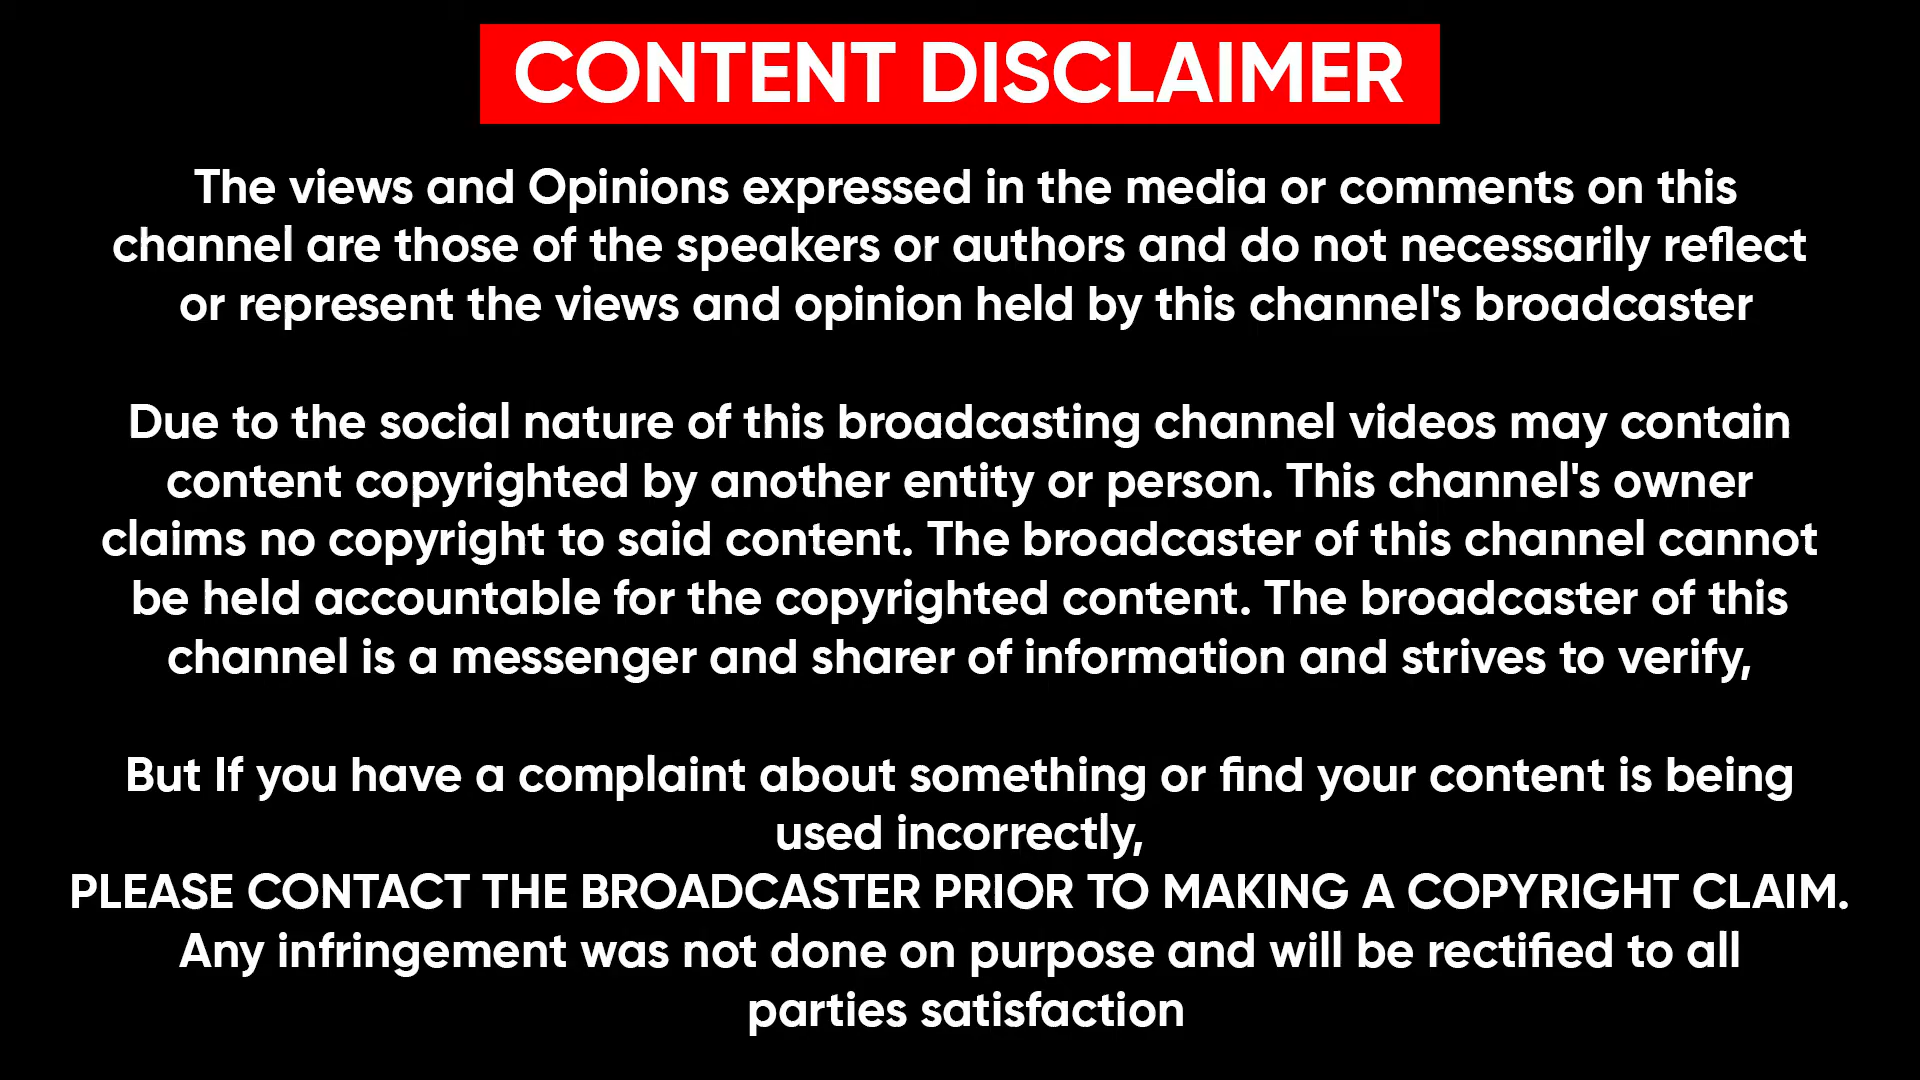 CONTENT DISCLAIMER
The views and Opinions expressed in the media or comments on this
channel are those of the speakers or authors and do not necessarily reflect
or represent the views and opinion held by this channel's broadcaster
Due to the social nature of this broadcasting channel videos may contain
content copyrighted by another entity or person. This channel's owner
claims no copyright to said content. The broadcaster of this channel cannot
be held accountable for the copyrighted content. The broadcaster of this
channel is a messenger and sharer of information and strives to verify,
But If you have a complaint about something or find your content is being
used incorrectly,
PLEASE CONTACT THE BROADCASTER PRIOR TO MAKING A COPYRIGHT CLAIM.
Any infringement was not done on purpose and will be rectified to all
parties satisfaction